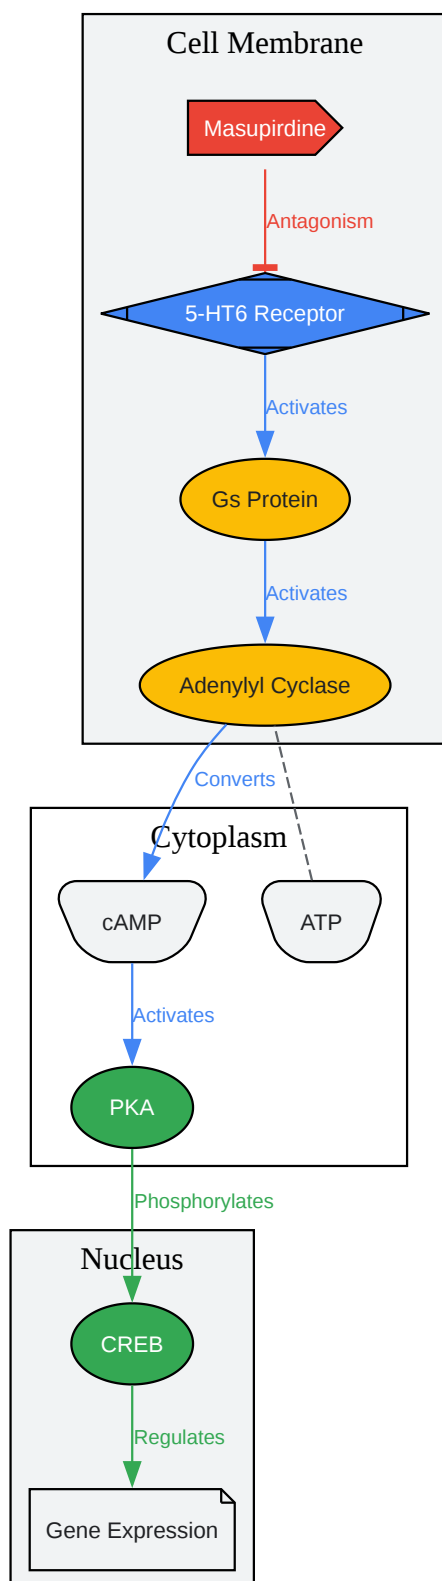 Cell Membrane
Masupirdine
Antagonism
5-HT6 Receptor
Activates
Gs Protein
Activates
Adenylyl Cyclase
Converts
Cytoplasm
cAMP
ATP
Activates
PKA
Phosphorylates
Nucleus
CREB
Regulates
Gene Expression